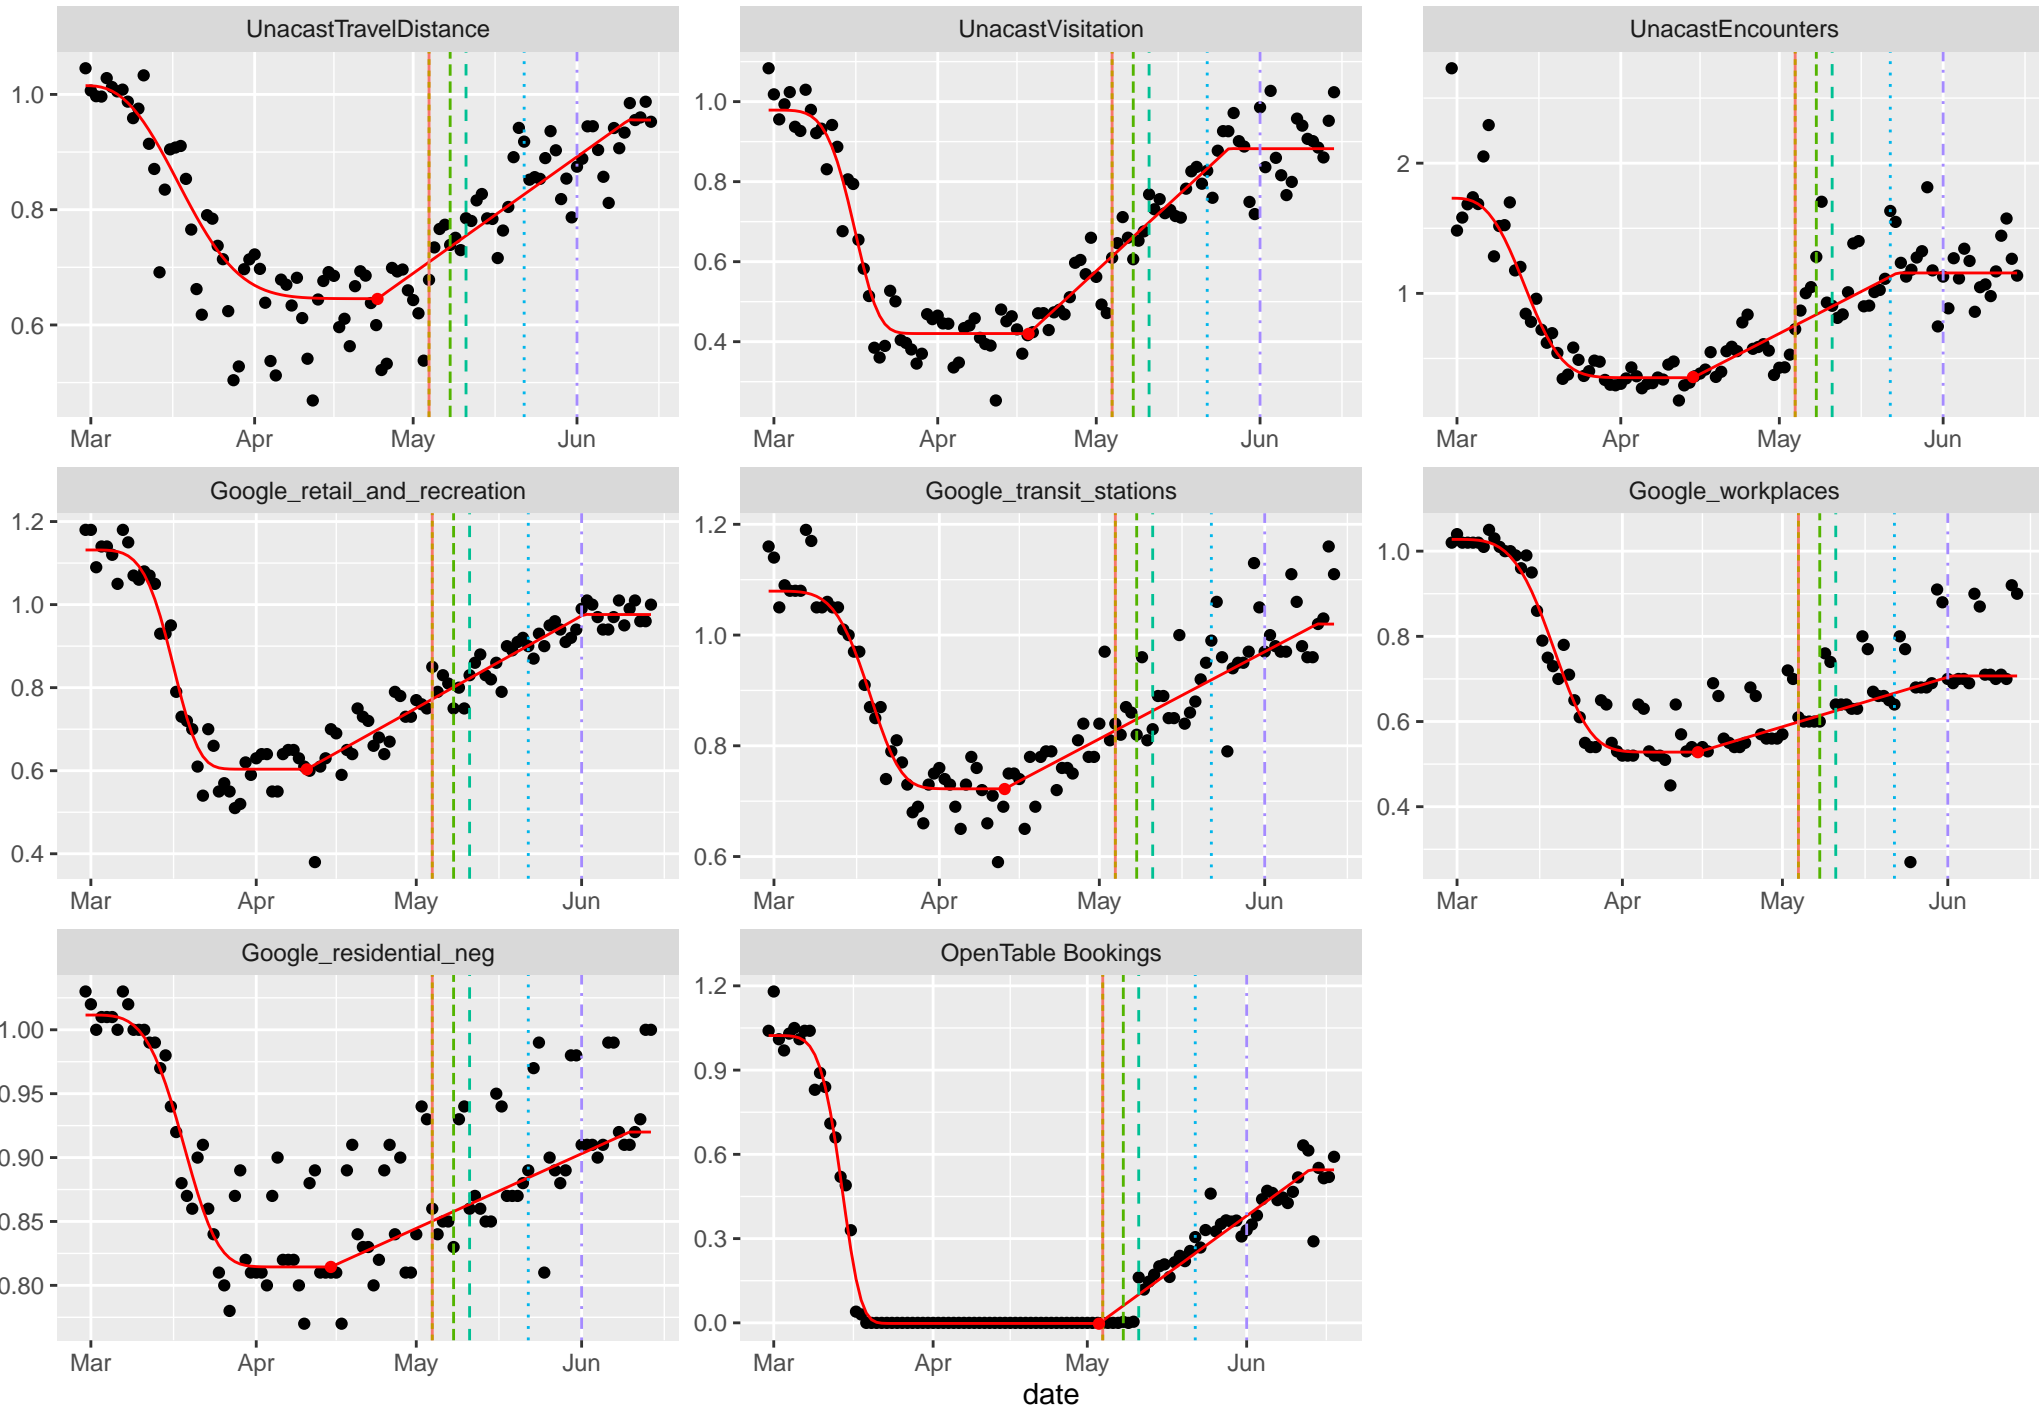 UnacastTravelDistance
1.0
0.8
0.6
Mar Apr May Jun
UnacastVisitation
1.0
0.8
0.6
0.4
Mar Apr May Jun
UnacastEncounters
2
1
Mar Apr May Jun
Google_retail_and_recreation
1.2
1.0
0.8
0.6
0.4
Mar Apr May Jun
Google_transit_stations
1.2
1.0
0.8
0.6
Mar Apr May Jun
Google_workplaces
1.0
0.8
0.6
0.4
Mar Apr May Jun
Google_residential_neg
1.00
0.95
0.90
0.85
0.80
Mar Apr May Jun
OpenTable Bookings
1.2
0.9
0.6
0.3
0.0
Mar Apr May Jun
date